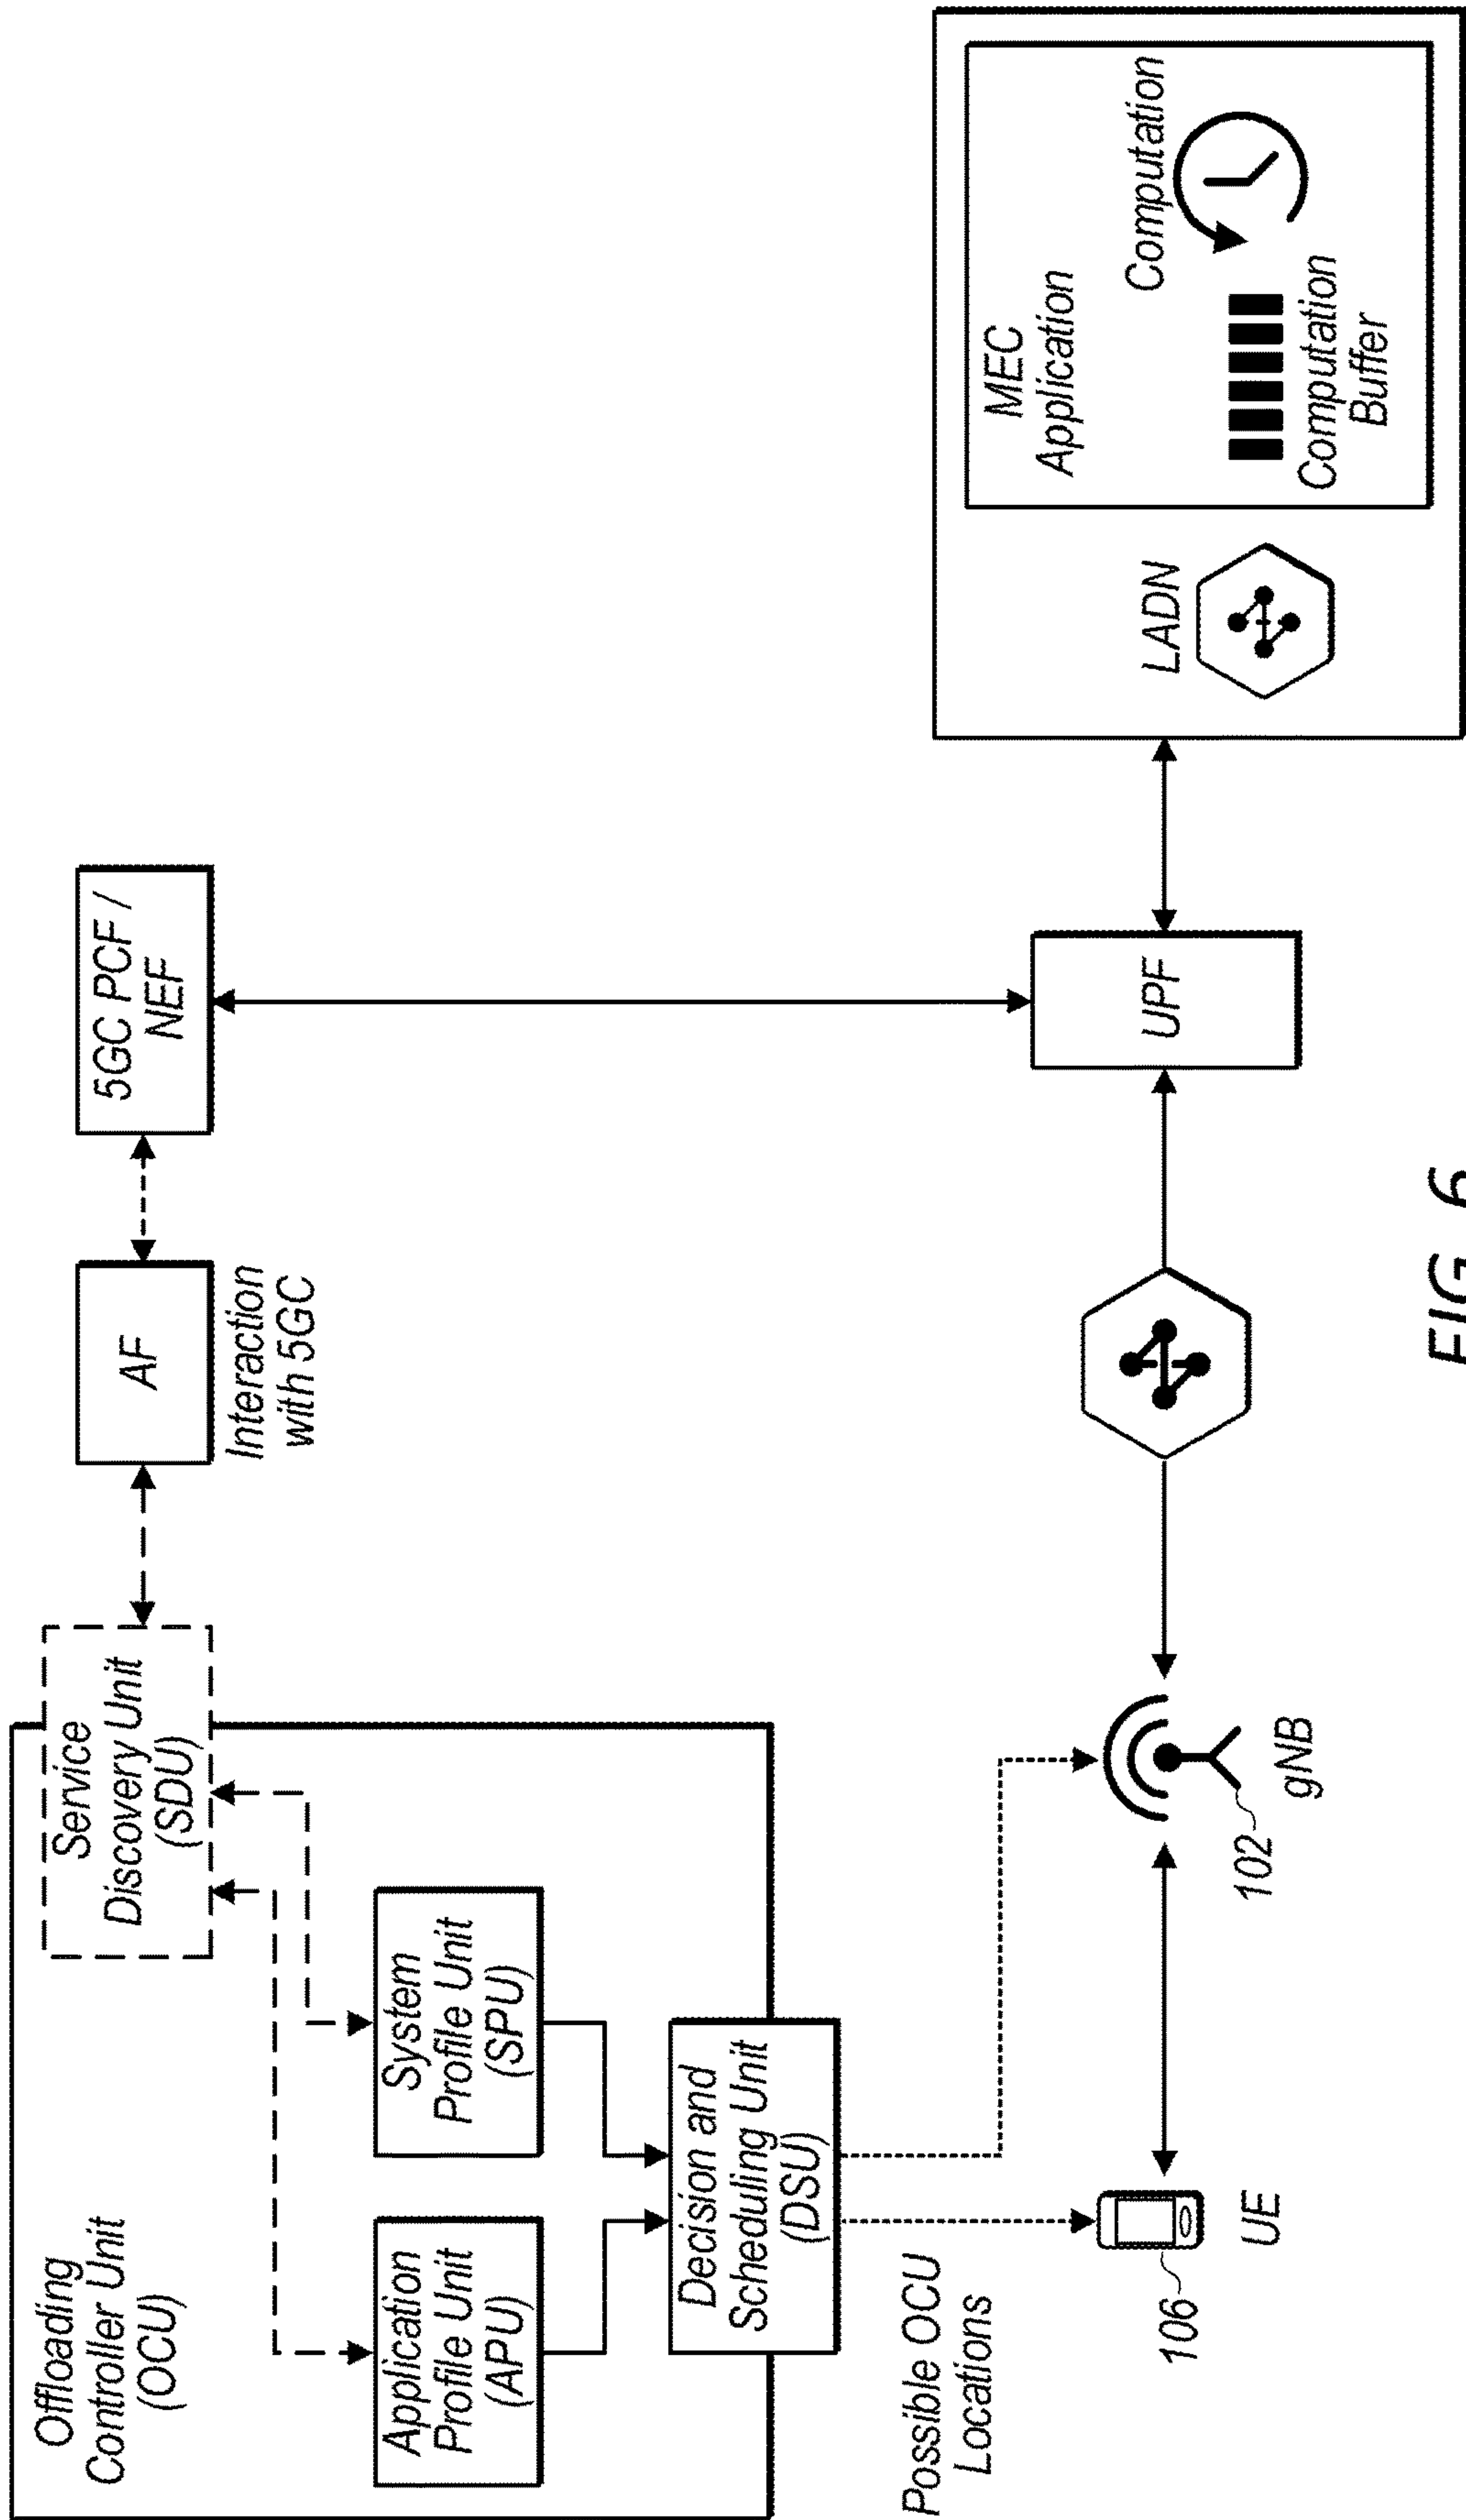 Offloading
Controller Unit
(OCU)
Service
Discovery Unit
(SDU)
Application
Profile Unit
(APU)
System
Profile Unit
(SPU)
Decision and
Scheduling Unit
(DSU)
Possible OCU
Locations
AF
Interaction
with 5GC
5GC PCF /
NEF
106
UE
102
gNB
UPF
LADN
MEC
Application
Computation
Computation
Buffer
FIG. 6